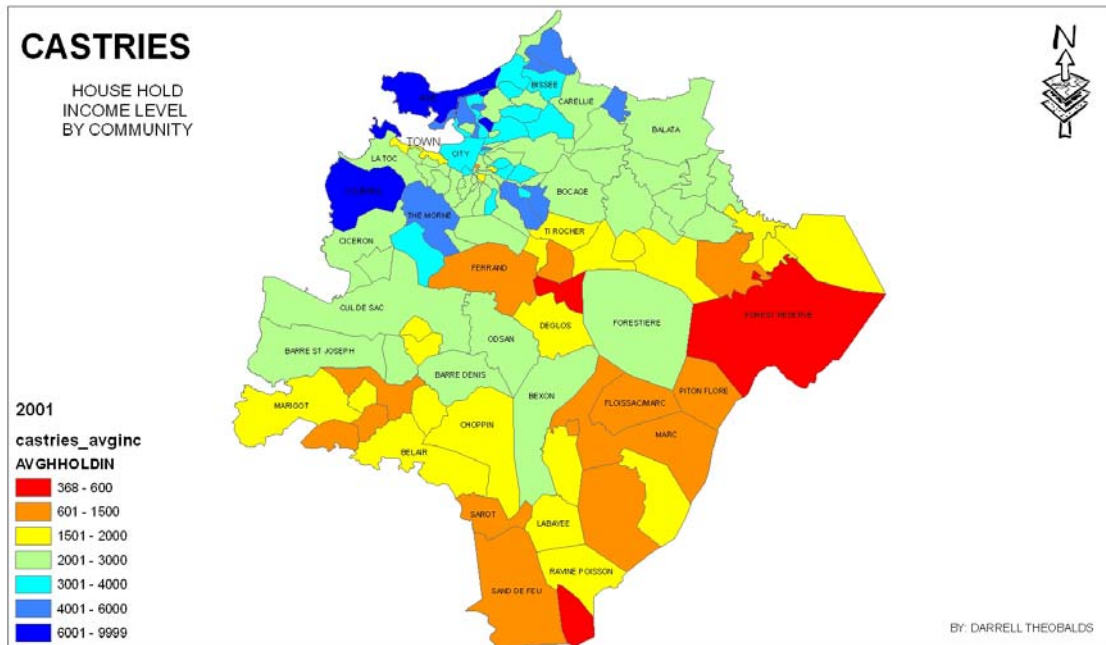 CASTRIES
N
HOUSE HOLD
INCOME LEVEL
BY COMMUNITY
BISSEE
CARELLIE
BALATA
TOWN
CITY
LA TOC
BOCAGE
THE MORNE
TI ROCHER
CICERON
FERRAND
CUL DE SAC
DEGLOS
FORESTIERE
FOREST RESERVE
ODSAN
BARRE ST JOSEPH
BARRE DENIS
BEXON
PITON FLORE
FLOISSAC/MARC
MARIGOT
CHOPPIN
MARC
BELAIR
SAROT
LABAYEE
RAVINE POISSON
SAND DE FEU
2001
castries_avginc
AVGHHOLDIN
368 - 600
601 - 1500
1501 - 2000
2001 - 3000
3001 - 4000
4001 - 6000
6001 - 9999
BY: DARRELL THEOBALDS